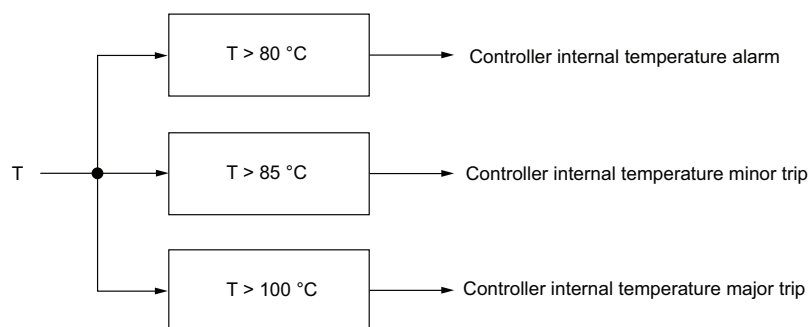 T > 80 °C
Controller internal temperature alarm
T
T > 85 °C
Controller internal temperature minor trip
T > 100 °C
Controller internal temperature major trip